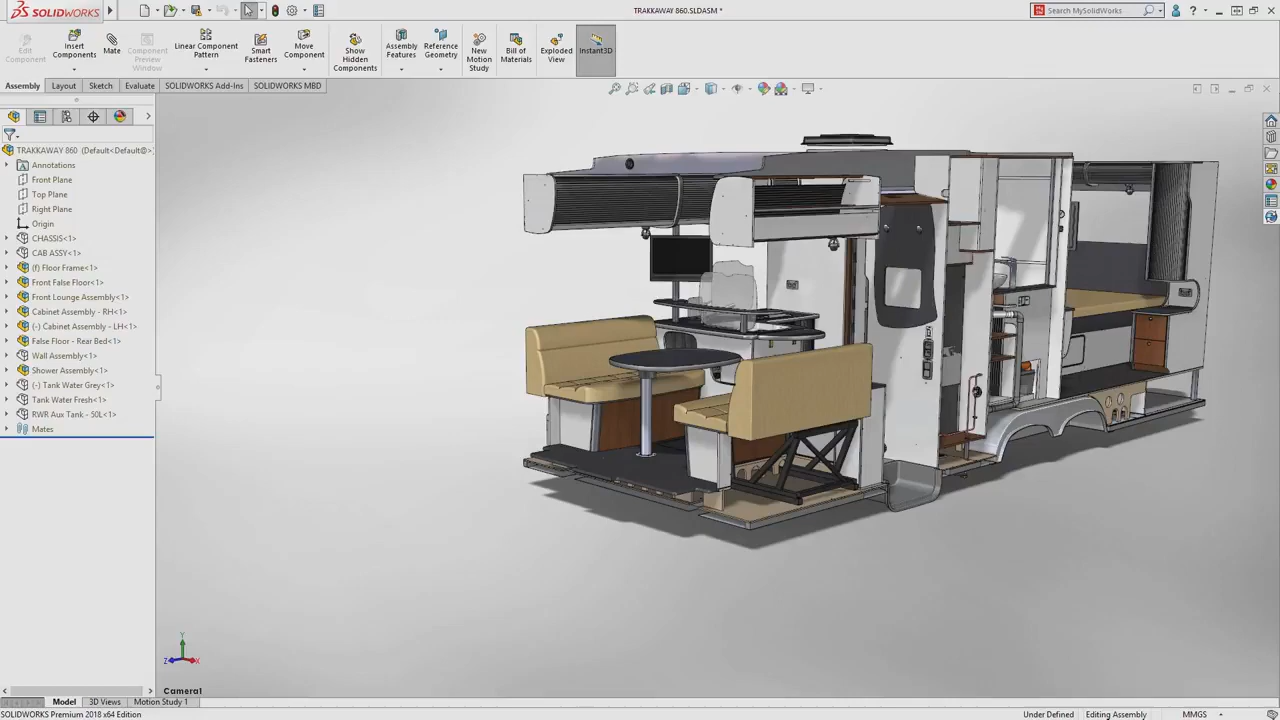 SOLIDWORKS
TRAKKAWAY 860.SLDASM *
Search MySolidWorks
Edit Component
Insert Components
Mate
Component Preview Window
Linear Component Pattern
Smart Fasteners
Move Component
Show Hidden Components
Assembly Features
Reference Geometry
New Motion Study
Bill of Materials
Exploded View
Instant3D
Assembly
Layout
Sketch
Evaluate
SOLIDWORKS Add-Ins
SOLIDWORKS MBD
TRAKKAWAY 860 (Default<Default@>)
Annotations
Front Plane
Top Plane
Right Plane
Origin
CHASSIS<1>
CAB ASSY<1>
(f) Floor Frame<1>
Front False Floor<1>
Front Lounge Assembly<1>
Cabinet Assembly - RH<1>
(-) Cabinet Assembly - LH<1>
False Floor - Rear Bed<1>
Wall Assembly<1>
Shower Assembly<1>
(-) Tank Water Grey<1>
Tank Water Fresh<1>
RWR Aux Tank - 50L<1>
Mates
Y
Z
X
Camera1
Model
3D Views
Motion Study 1
SOLIDWORKS Premium 2018 x64 Edition
Under Defined
Editing Assembly
MMGS